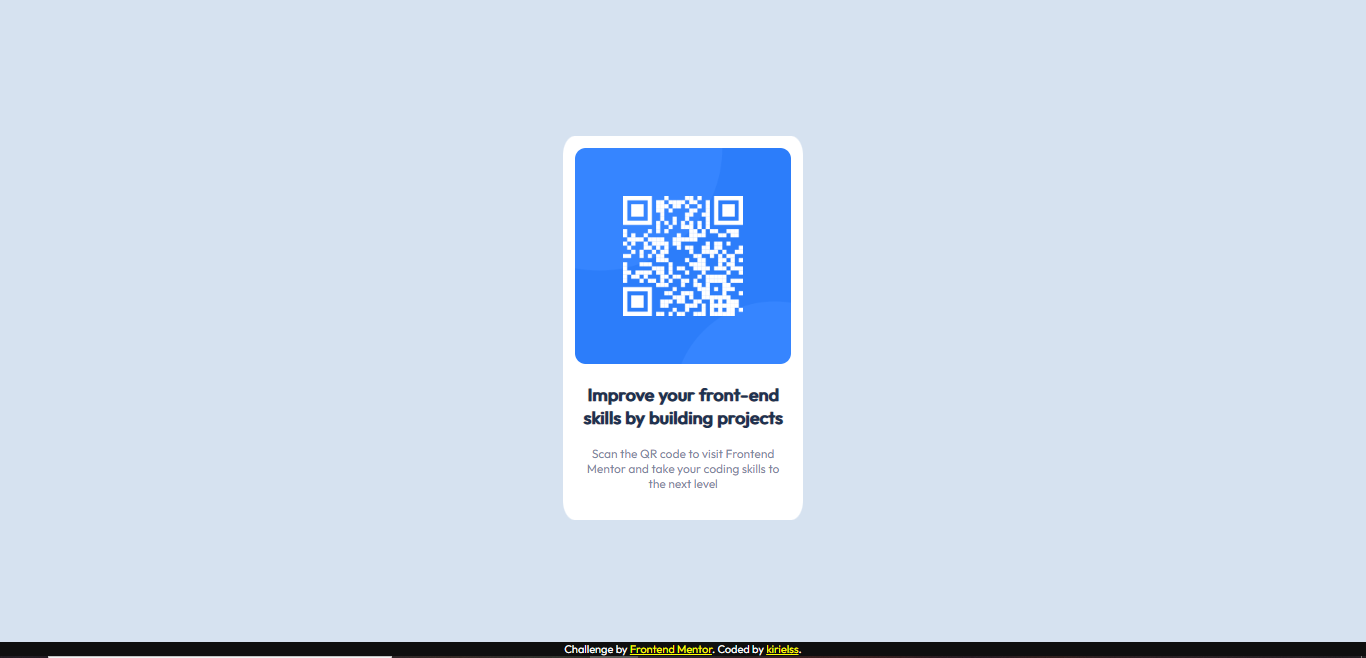 Improve your front-end
skills by building projects
Scan the QR code to visit Frontend
Mentor and take your coding skills to
the next level
Challenge by Frontend Mentor. Coded by kirielss.